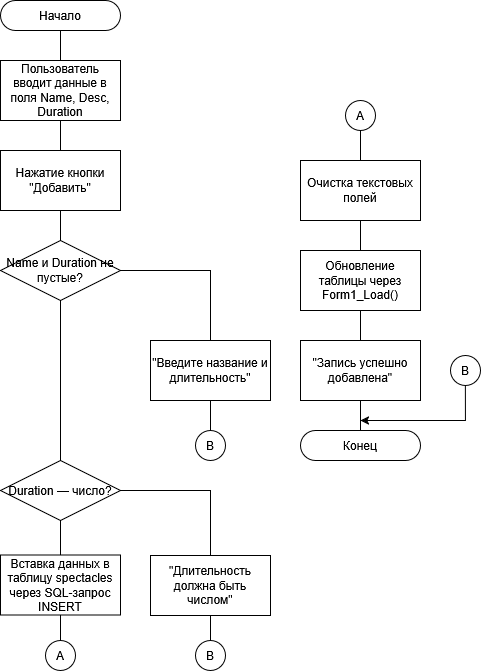 Начало
Пользователь
вводит данные в
поля Name, Desc,
Duration
Нажатие кнопки
"Добавить"
Name и Duration не
пустые?
"Введите название и
длительность"
B
Duration — число?
Вставка данных в
таблицу spectacles
через SQL-запрос
INSERT
"Длительность
должна быть
числом"
A
B
A
Очистка текстовых
полей
Обновление
таблицы через
Form1_Load()
"Запись успешно
добавлена"
B
Конец